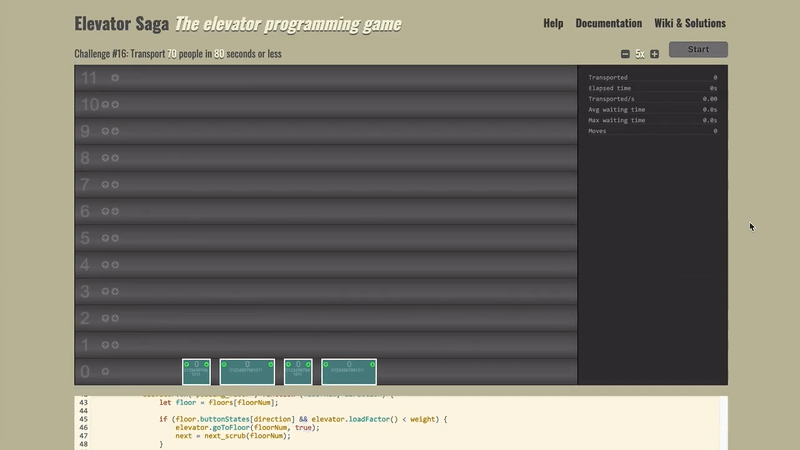 Elevator Saga The elevator programming game
Help Documentation Wiki & Solutions
Challenge #16: Transport 70 people in 80 seconds or less
5x
Start
11
10
9
8
7
6
5
4
3
2
1
0
0 0 0 0
Transported 0
Elapsed time 0s
Transported/s 0.00
Avg waiting time 0.0s
Max waiting time 0.0s
Moves 0
43 let floor = floors[floorNum];
44
45 if (floor.buttonStates[direction] && elevator.loadFactor() < weight) {
46 elevator.goToFloor(floorNum, true);
47 next = next_scrub(floorNum);
48 }